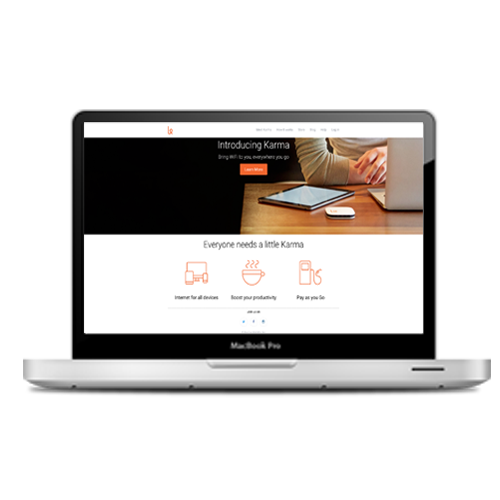 Introducing Karma
Bring WiFi to you, everywhere you go
Learn More
Everyone needs a little Karma
Internet for all devices
Boost your productivity
Pay as you Go
MacBook Pro